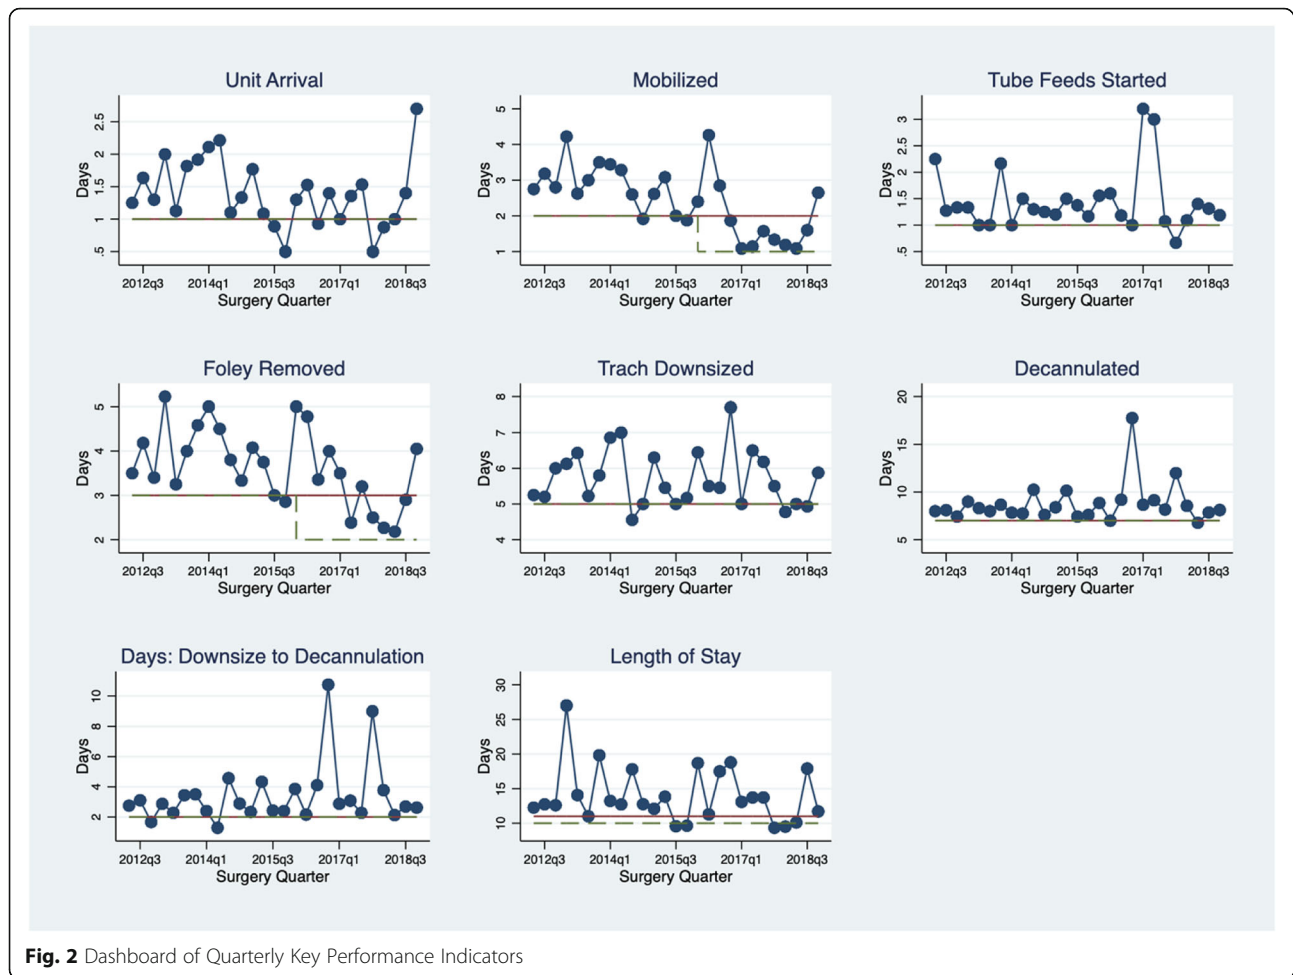 Unit Arrival
Days
.5 1 1.5 2 2.5
2012q3 2014q1 2015q3 2017q1 2018q3
Surgery Quarter
Mobilized
Days
1 2 3 4 5
2012q3 2014q1 2015q3 2017q1 2018q3
Surgery Quarter
Tube Feeds Started
Days
.5 1 1.5 2 2.5 3
2012q3 2014q1 2015q3 2017q1 2018q3
Surgery Quarter
Foley Removed
Days
2 3 4 5
2012q3 2014q1 2015q3 2017q1 2018q3
Surgery Quarter
Trach Downsized
Days
4 5 6 7 8
2012q3 2014q1 2015q3 2017q1 2018q3
Surgery Quarter
Decannulated
Days
5 10 15 20
2012q3 2014q1 2015q3 2017q1 2018q3
Surgery Quarter
Days: Downsize to Decannulation
Days
2 4 6 8 10
2012q3 2014q1 2015q3 2017q1 2018q3
Surgery Quarter
Length of Stay
Days
10 15 20 25 30
2012q3 2014q1 2015q3 2017q1 2018q3
Surgery Quarter
Fig. 2 Dashboard of Quarterly Key Performance Indicators